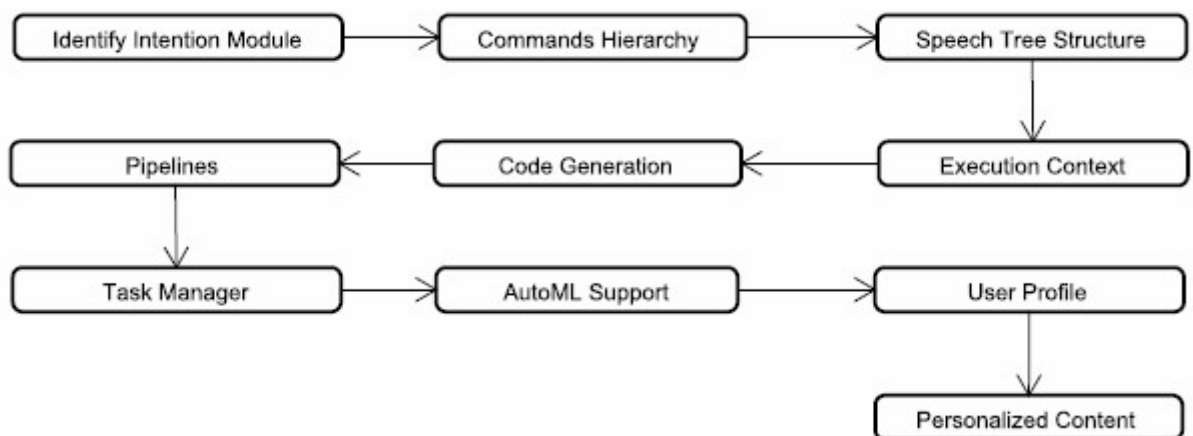 Identify Intention Module
Commands Hierarchy
Speech Tree Structure
Pipelines
Code Generation
Execution Context
Task Manager
AutoML Support
User Profile
Personalized Content